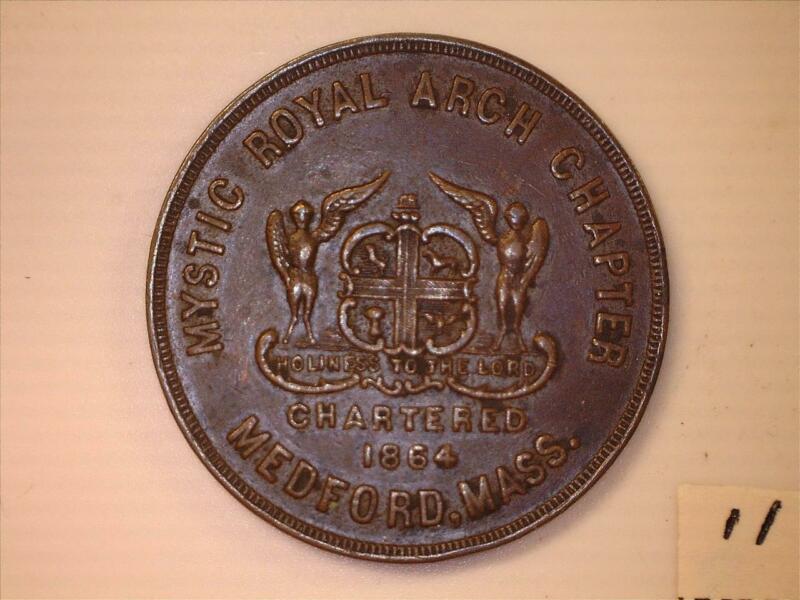 MYSTIC ROYAL ARCH CHAPTER
HOLINESS TO THE LORD
CHARTERED
1864
MEDFORD, MASS.
11